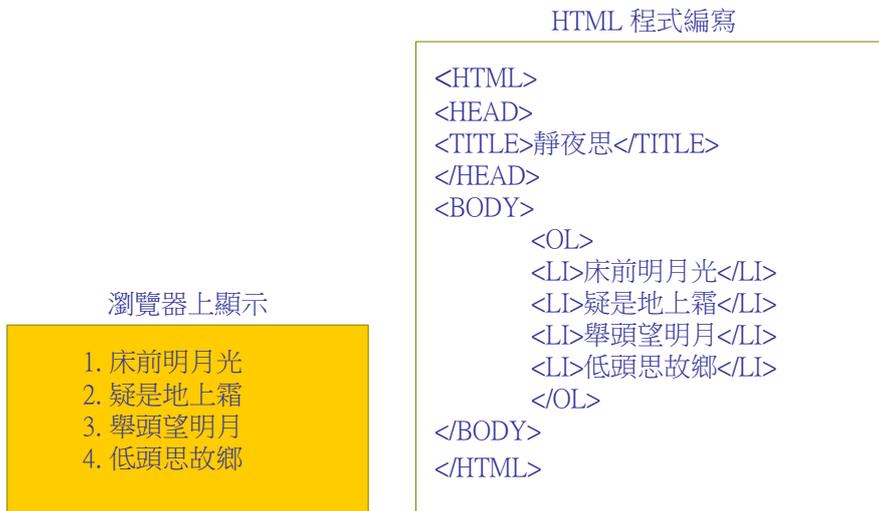 HTML 程式編寫
<HTML>
<HEAD>
<TITLE>靜夜思</TITLE>
</HEAD>
<BODY>
<OL>
<LI>床前明月光</LI>
<LI>疑是地上霜</LI>
<LI>舉頭望明月</LI>
<LI>低頭思故鄉</LI>
</OL>
</BODY>
</HTML>
瀏覽器上顯示
1. 床前明月光
2. 疑是地上霜
3. 舉頭望明月
4. 低頭思故鄉